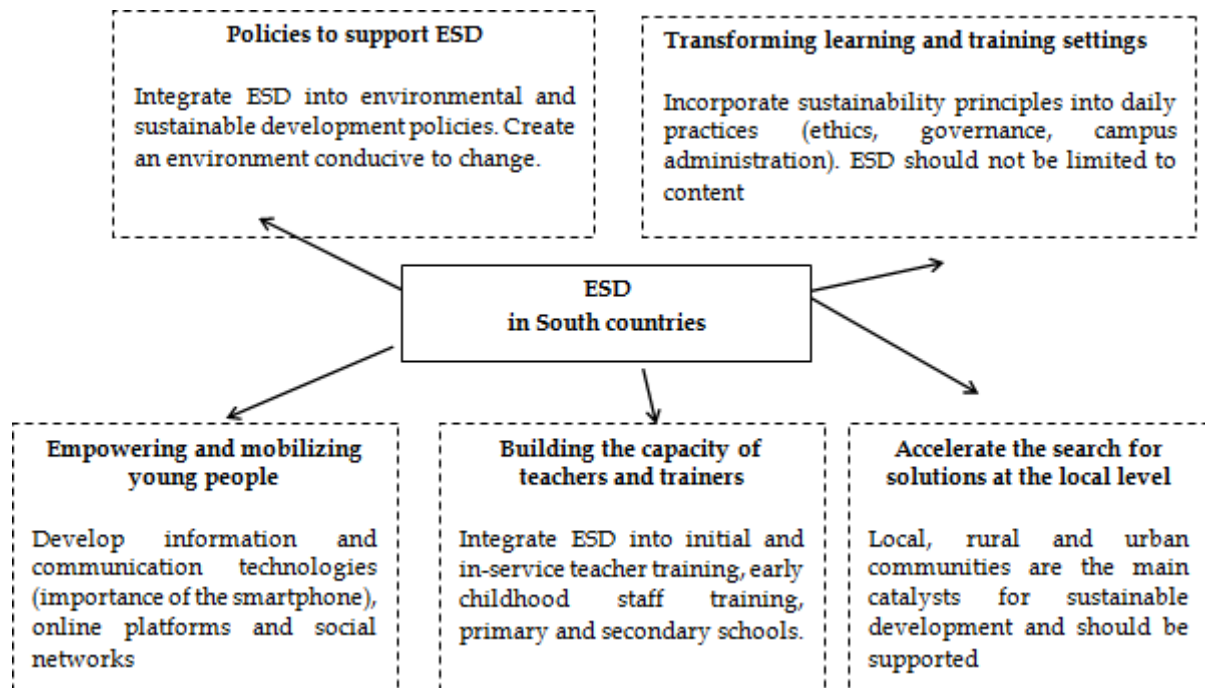 Policies to support ESD
Integrate ESD into environmental and
sustainable development policies. Create
an environment conducive to change.
Transforming learning and training settings
Incorporate sustainability principles into daily
practices (ethics, governance, campus
administration). ESD should not be limited to
content
ESD
in South countries
Empowering and mobilizing
young people
Develop information and
communication technologies
(importance of the smartphone),
online platforms and social
networks
Building the capacity of
teachers and trainers
Integrate ESD into initial and
in-service teacher training, early
childhood staff training,
primary and secondary schools.
Accelerate the search for
solutions at the local level
Local, rural and urban
communities are the main
catalysts for sustainable
development and should be
supported